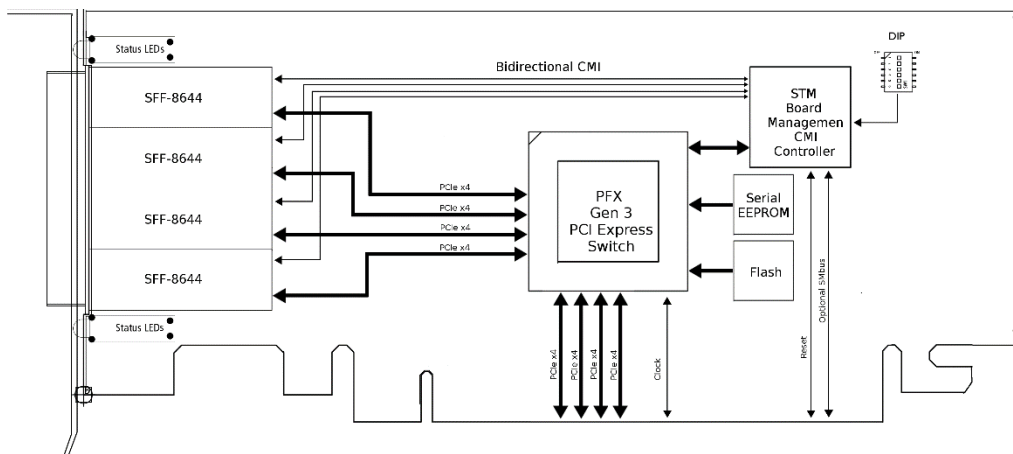 Status LEDs
DIP
Bidirectional CMI
SFF-8644
STM
Board
Managemen
CMI
Controller
SFF-8644
PCIe x4
PCIe x4
PCIe x4
PCIe x4
PFX
Gen 3
PCI Express
Switch
Serial
EEPROM
SFF-8644
SFF-8644
Flash
Status LEDs
PCIe x4
PCIe x4
PCIe x4
PCIe x4
Clock
Reset
Optional SMbus